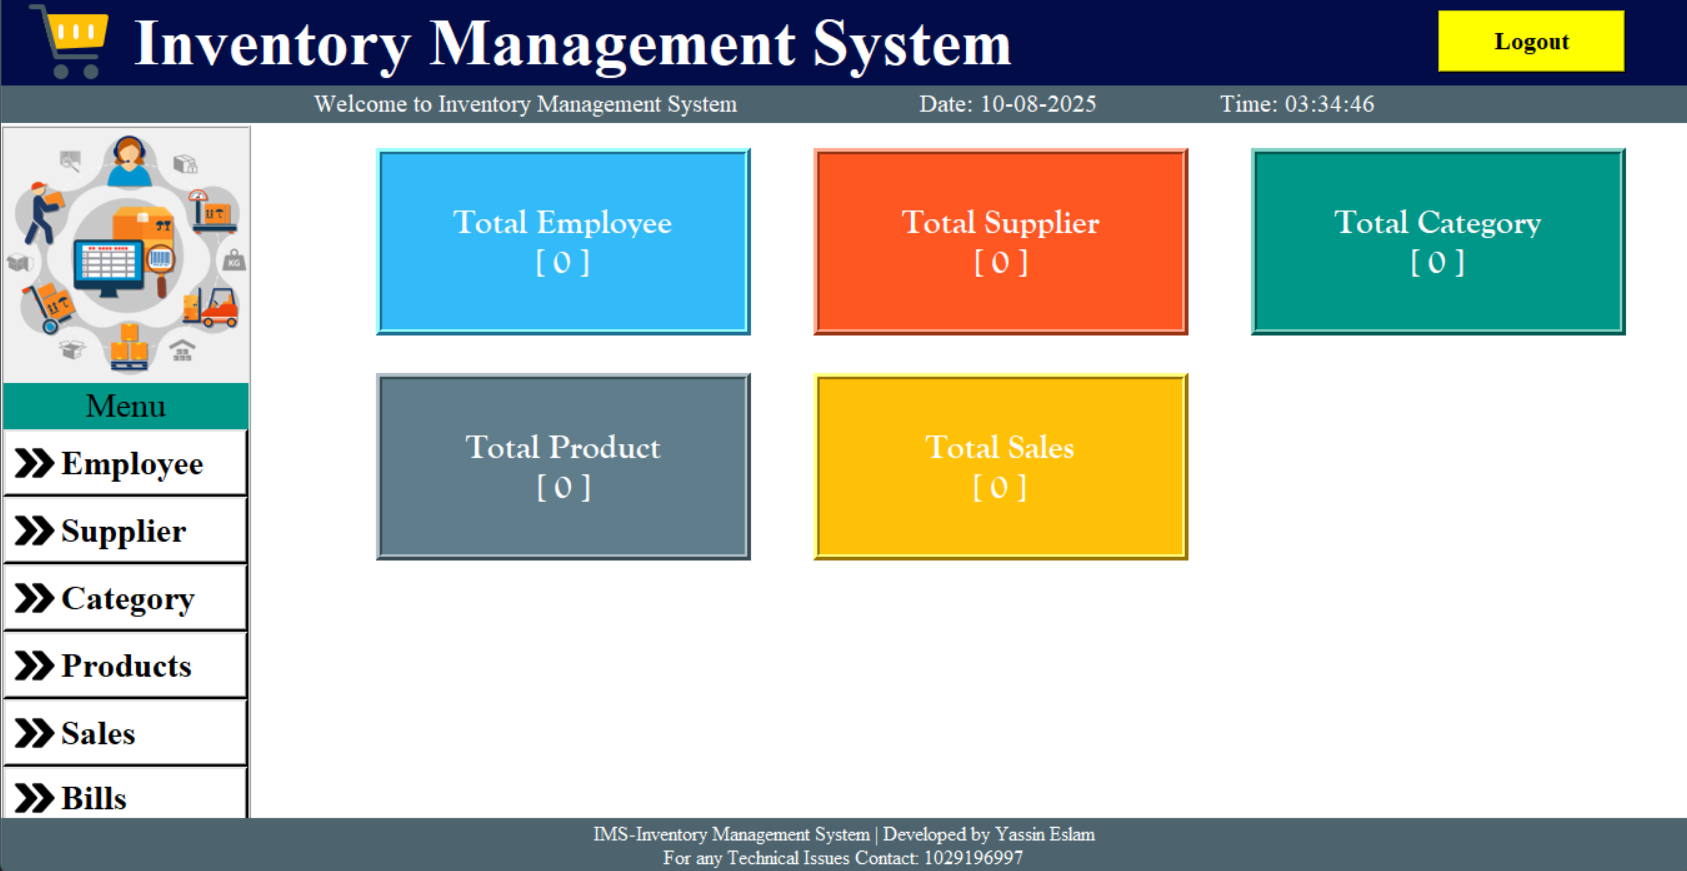 Inventory Management System
Logout
Welcome to Inventory Management System
Date: 10-08-2025
Time: 03:34:46
KG
Total Employee
[ 0 ]
Total Supplier
[ 0 ]
Total Category
[ 0 ]
Menu
Total Product
[ 0 ]
Total Sales
[ 0 ]
Employee
Supplier
Category
Products
Sales
Bills
IMS-Inventory Management System | Developed by Yassin Eslam
For any Technical Issues Contact: 1029196997